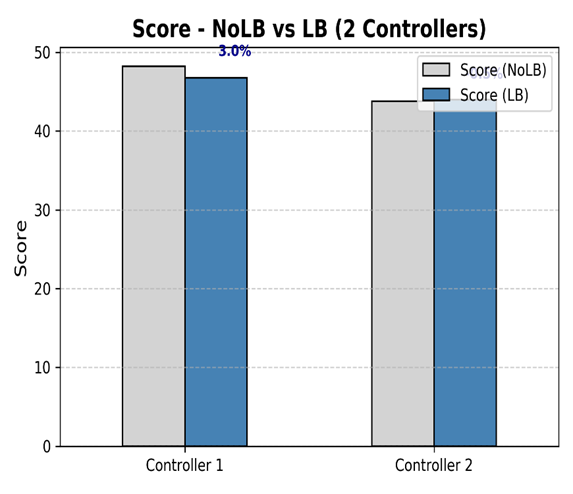 Score - NoLB vs LB (2 Controllers)
3.0%
Score (NoLB)
Score (LB)
50
40
30
20
10
0
Score
Controller 1
Controller 2